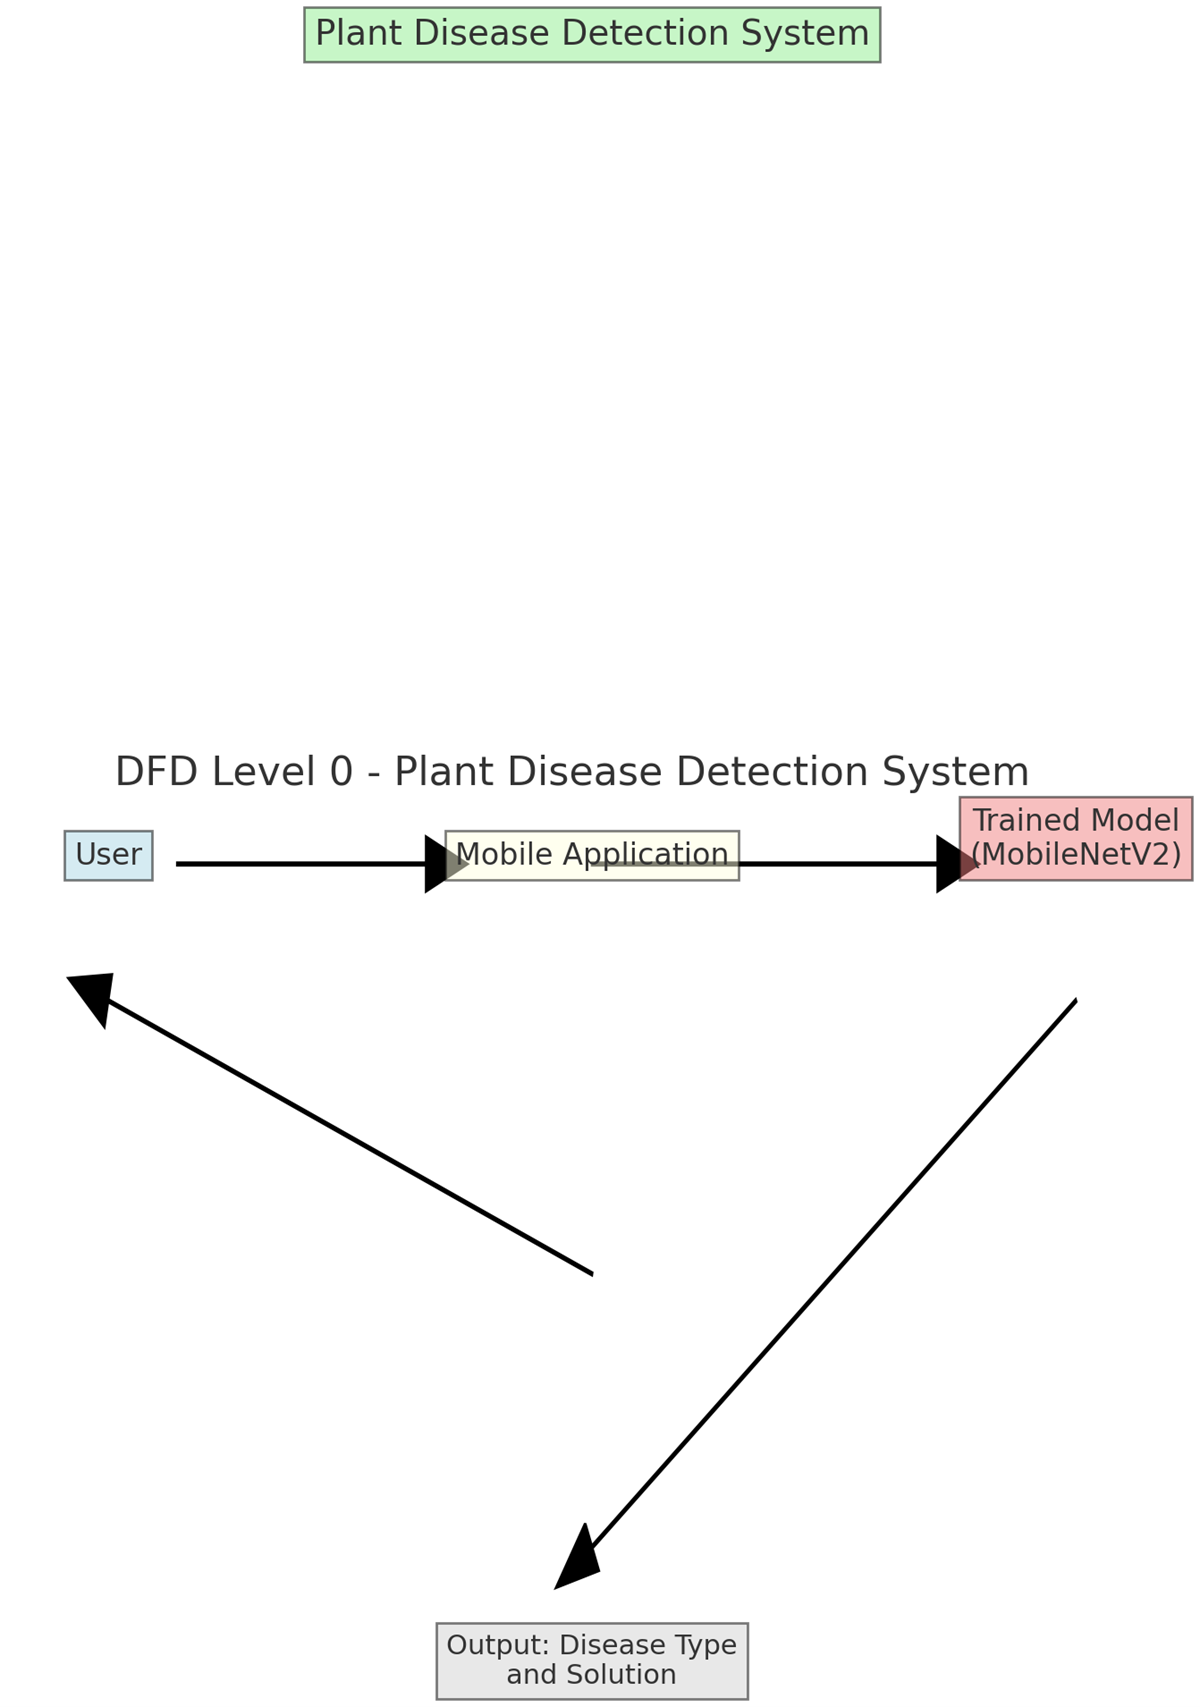 Plant Disease Detection System
DFD Level 0 - Plant Disease Detection System
User
Mobile Application
Trained Model
(MobileNetV2)
Output: Disease Type
and Solution